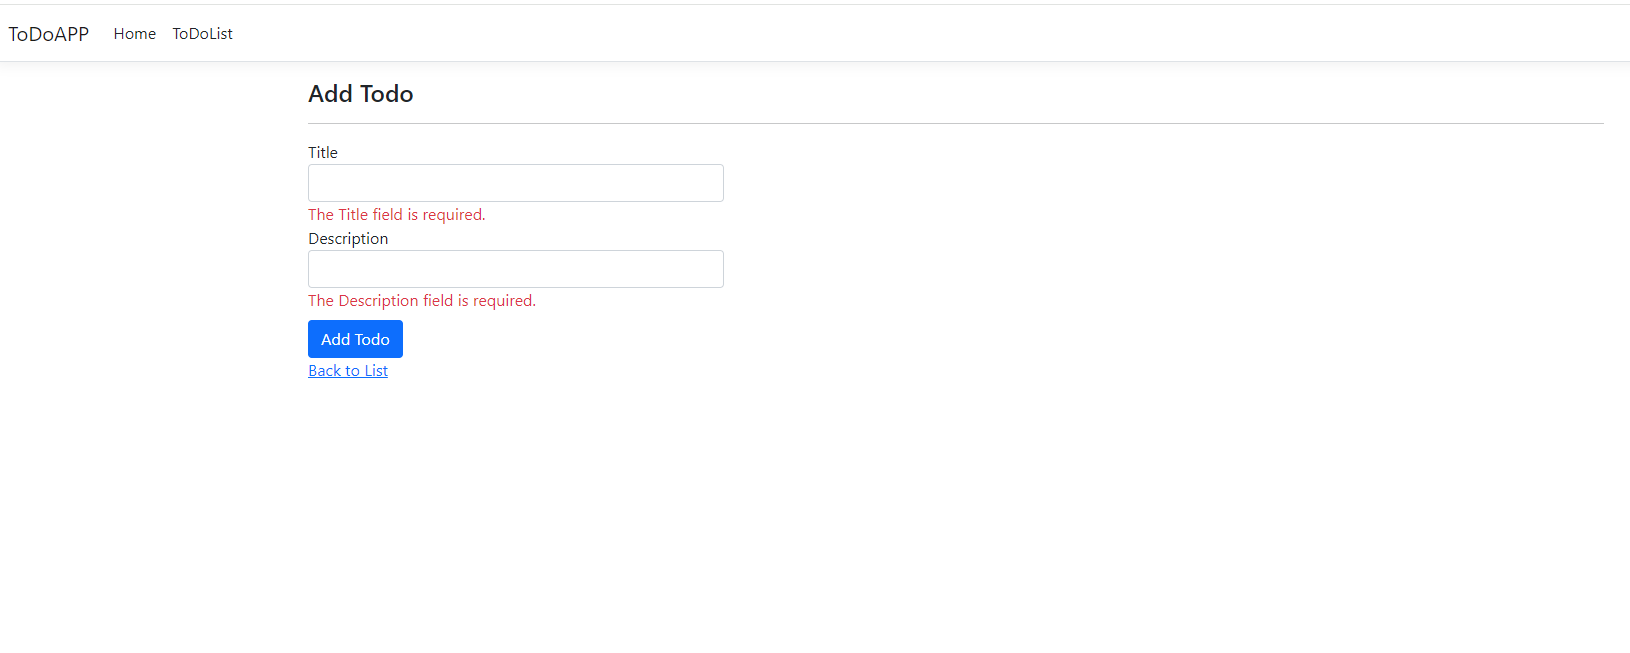 ToDoAPP Home ToDoList
Add Todo
Title
The Title field is required.
Description
The Description field is required.
Add Todo
Back to List